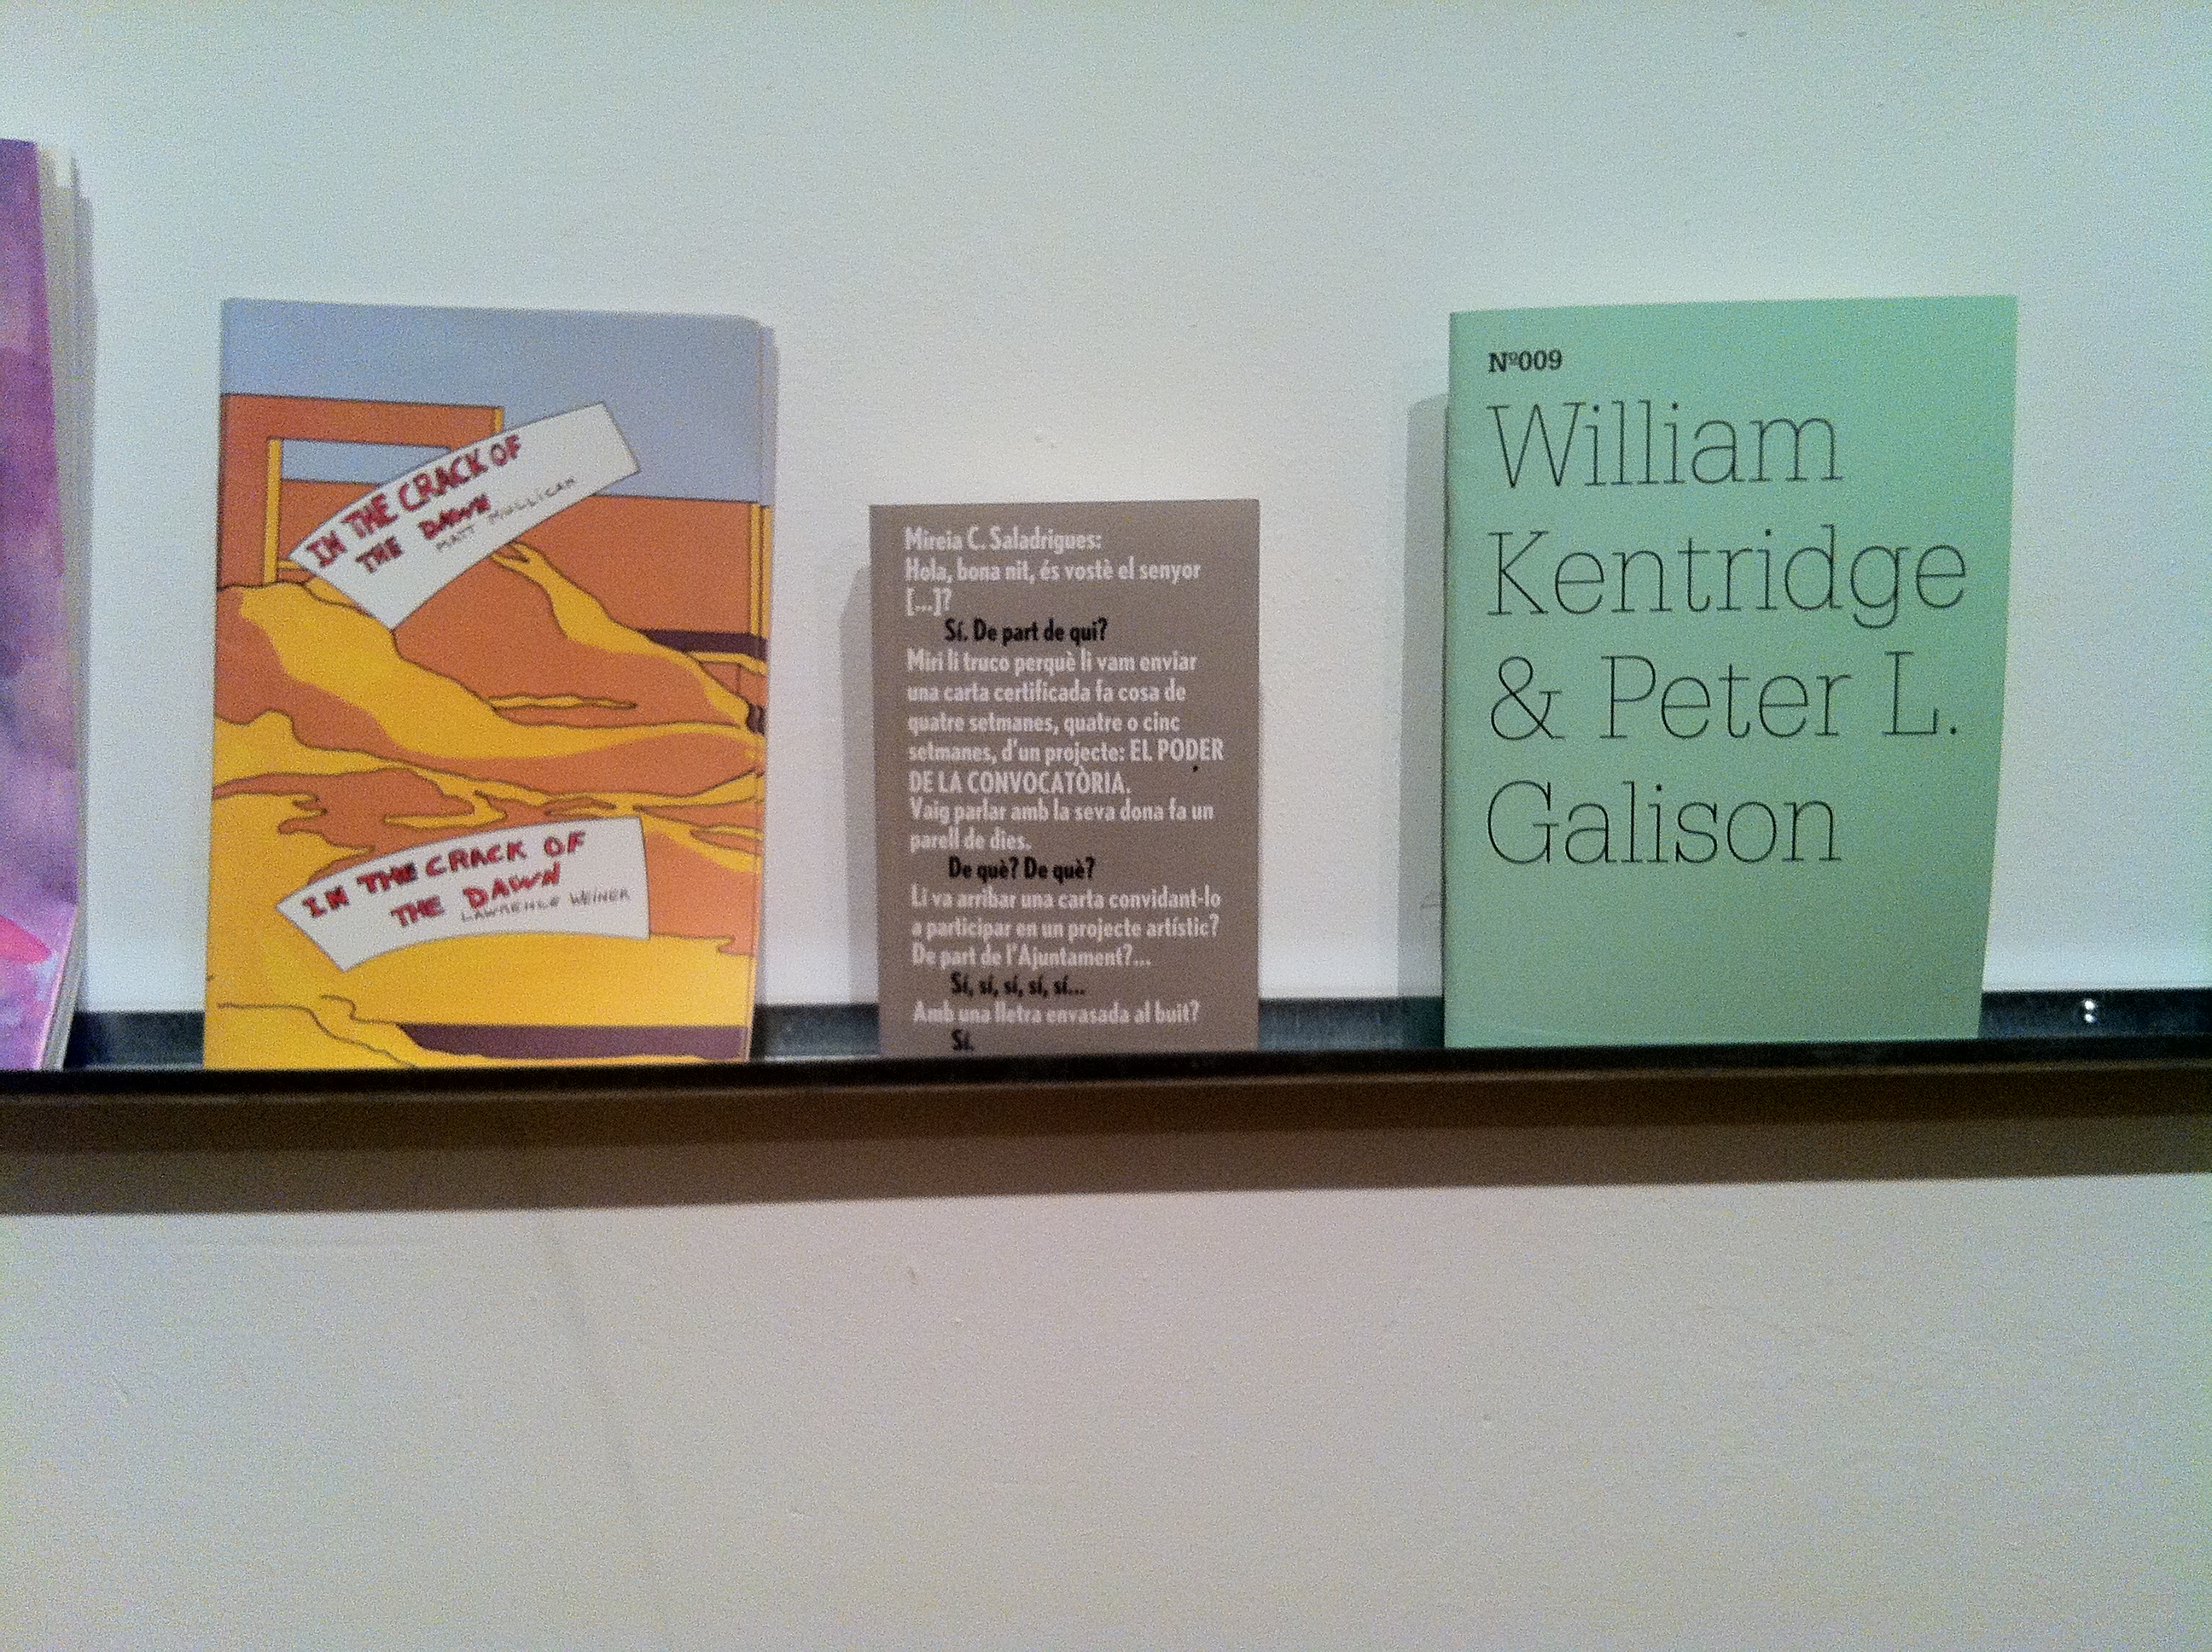 IN THE CRACK OF
THE DAWN
MATT MULLICAN
IN THE CRACK OF
THE DAWN
LAWRENCE WEINER
Mireia C. Saladrigues:
Hola, bona nit, és vostè el senyor
[...]?
Sí. De part de qui?
Miri li truco perquè li vam enviar
una carta certificada fa cosa de
quatre setmanes, quatre o cinc
setmanes, d'un projecte: EL PODER
DE LA CONVOCATÒRIA.
Vaig parlar amb la seva dona fa un
parell de dies.
De què? De què?
Li va arribar una carta convidant-lo
a participar en un projecte artístic?
De part de l'Ajuntament?...
Sí, sí, sí, sí, sí...
Amb una lletra envasada al buit?
Sí.
Nº009
William
Kentridge
& Peter L.
Galison